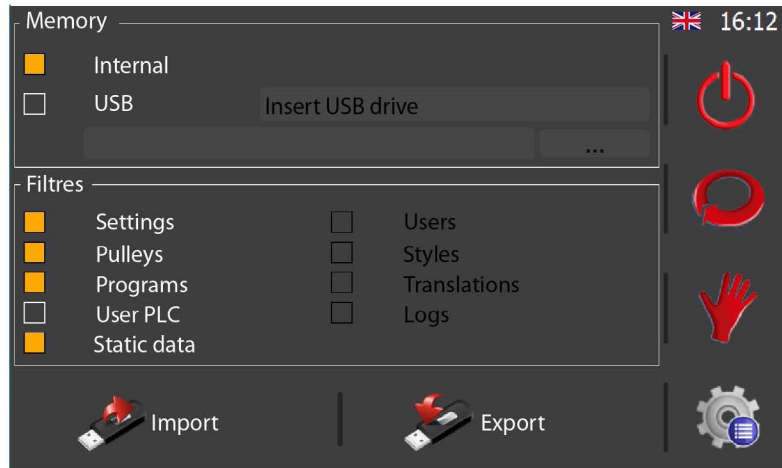 Memory
16:12
Internal
USB
Insert USB drive
...
Filtres
Settings
Users
Pulleys
Styles
Programs
Translations
User PLC
Logs
Static data
Import
Export